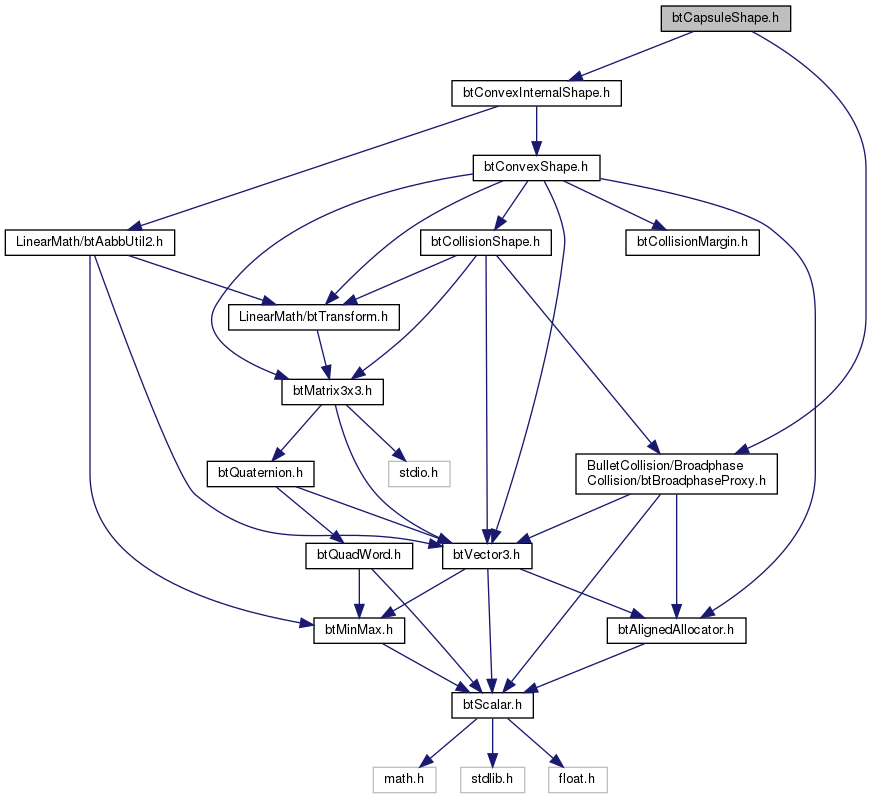 btCapsuleShape.h
btConvexInternalShape.h
btConvexShape.h
LinearMath/btAabbUtil2.h
btCollisionShape.h
btCollisionMargin.h
LinearMath/btTransform.h
btMatrix3x3.h
btQuaternion.h
stdio.h
BulletCollision/Broadphase
Collision/btBroadphaseProxy.h
btQuadWord.h
btVector3.h
btMinMax.h
btAlignedAllocator.h
btScalar.h
math.h
stdlib.h
float.h